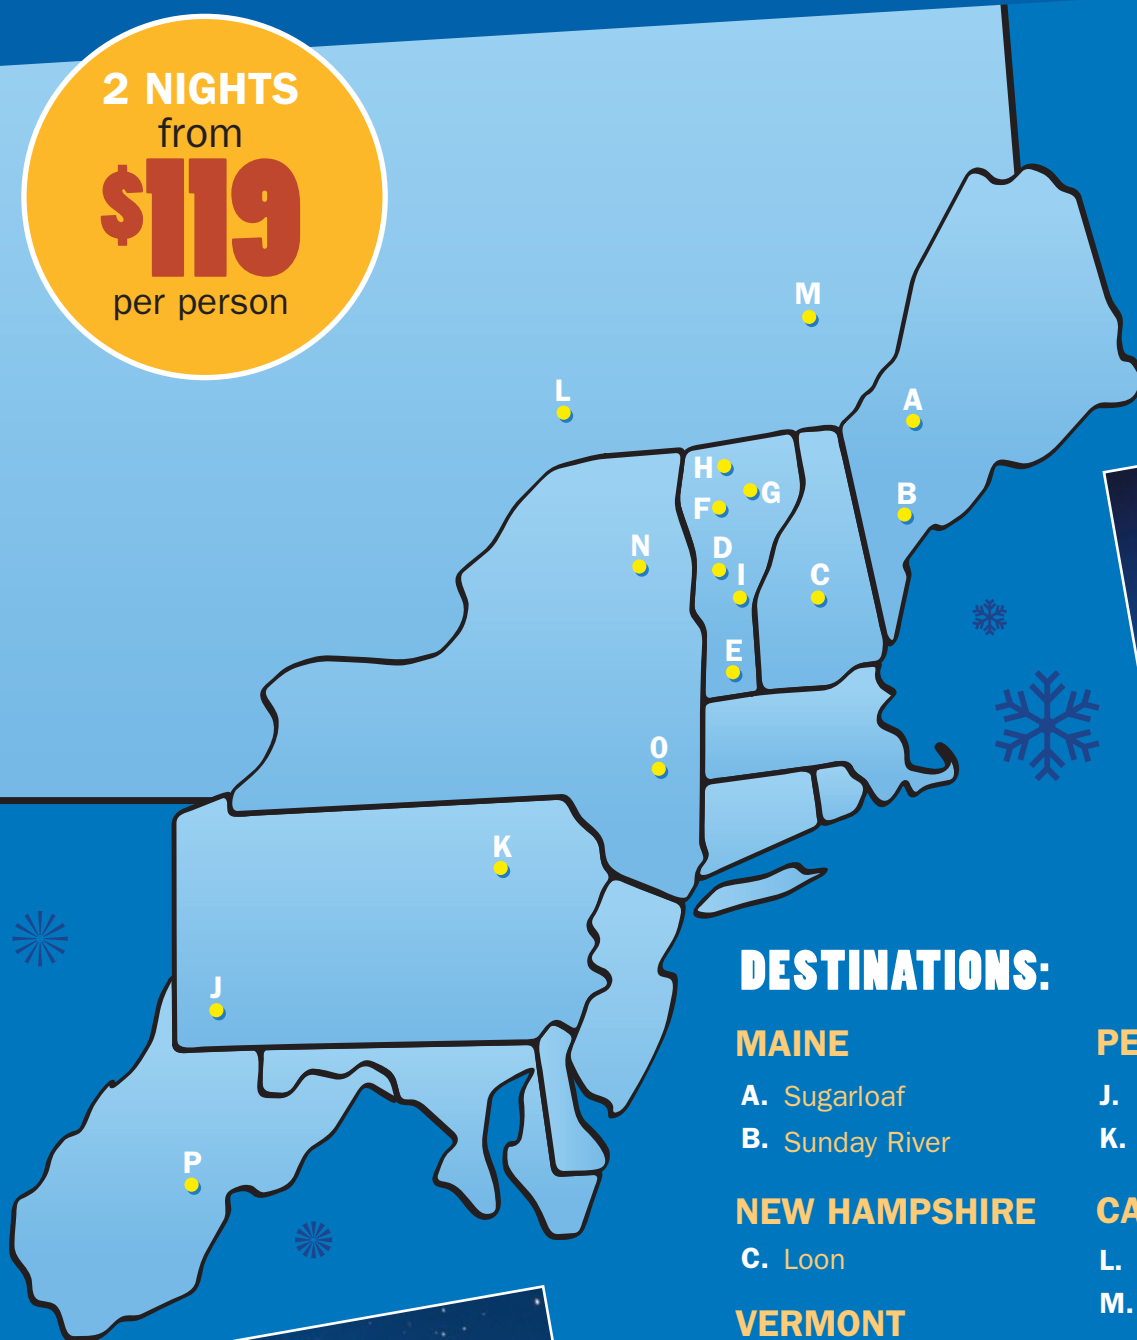 2 NIGHTS
from
$119
per person
M
L
A
H
G
B
F
N
D
I
C
E
O
K
J
P
DESTINATIONS:
MAINE
A. Sugarloaf
B. Sunday River
NEW HAMPSHIRE
C. Loon
VERMONT
PE
J.
K.
CA
L.
M.